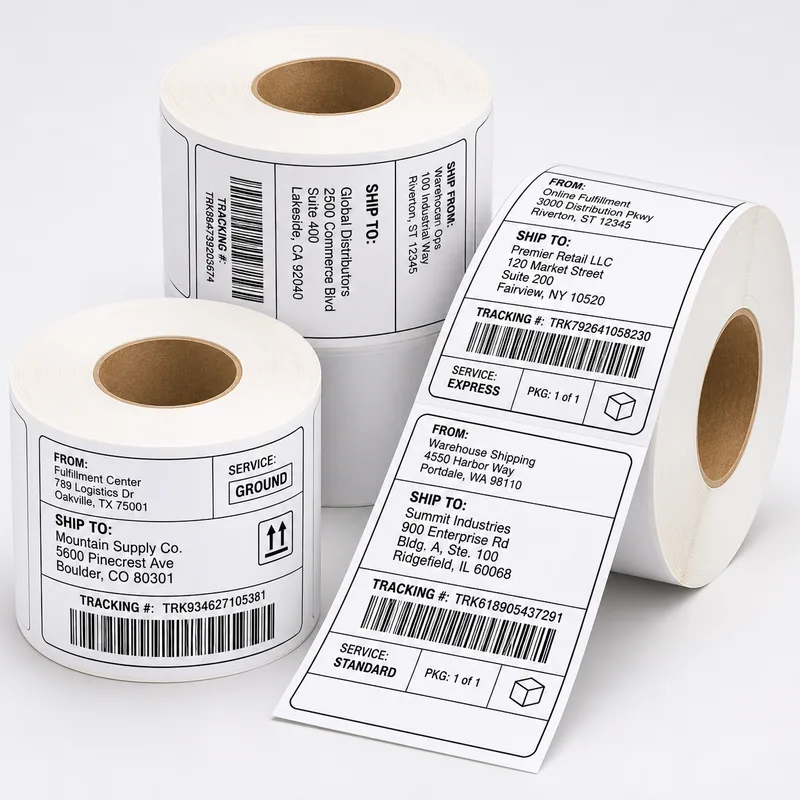 SHIP FROM:
Warehocan Ops
100 Industrial Way
Riverton, ST 12345
SHIP TO:
Global Distributors
2500 Commerce Blvd
Suite 400
Lakeside, CA 92040
TRACKING #:
TRK884739203674
FROM:
Online Fulfillment
3000 Distribution Pkwy
Riverton, ST 12345
SHIP TO:
Premier Retail LLC
120 Market Street
Suite 200
Fairview, NY 10520
TRACKING #: TRK792641058230
SERVICE:
EXPRESS
PKG: 1 of 1
FROM:
Warehouse Shipping
4550 Harbor Way
Portdale, WA 98110
SHIP TO:
Summit Industries
900 Enterprise Rd
Bldg. A, Ste. 100
Ridgefield, IL 60068
TRACKING #: TRK618905437291
SERVICE:
STANDARD
PKG: 1 of 1
FROM:
Fulfillment Center
789 Logistics Dr
Oakville, TX 75001
SERVICE:
GROUND
SHIP TO:
Mountain Supply Co.
5600 Pinecrest Ave
Boulder, CO 80301
TRACKING #: TRK934627105381